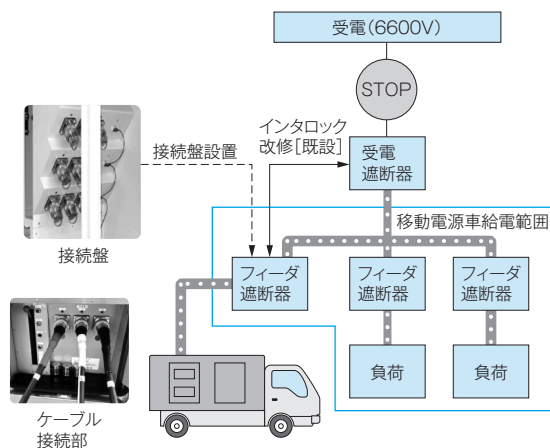 受電(6600V)
STOP
インタロック
改修[既設]
接続盤設置
受電
遮断器
移動電源車給電範囲
接続盤
フィーダ
遮断器
フィーダ
遮断器
フィーダ
遮断器
負荷
負荷
ケーブル
接続部